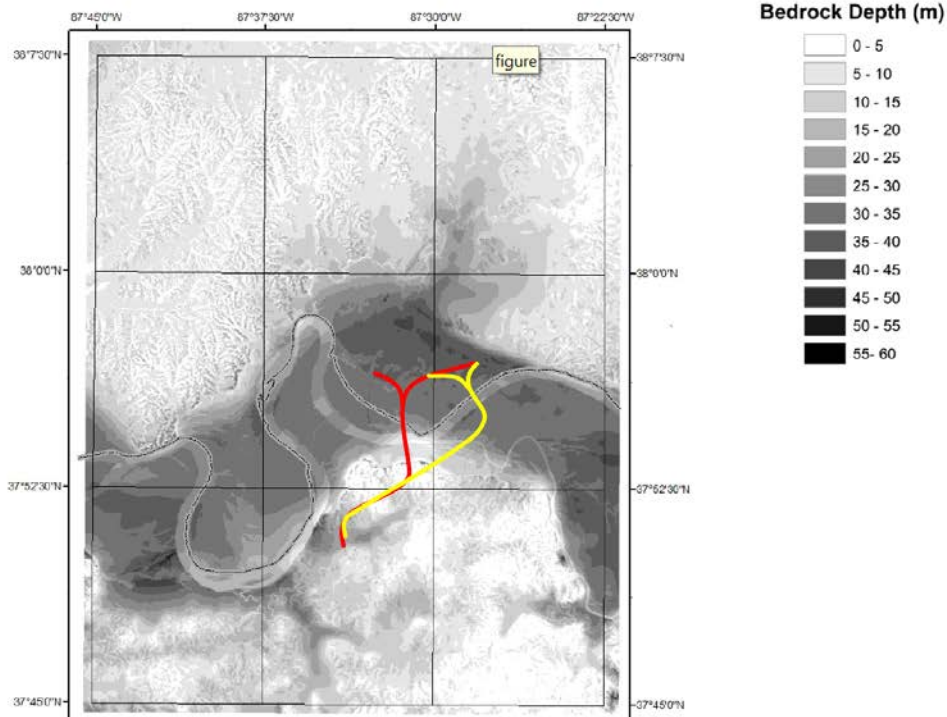 87°45'0"W 87°37'30"W 87°30'0"W 87°22'30"W
Bedrock Depth (m)
38°7'30"N 38°7'30"N
figure
0 - 5
5 - 10
10 - 15
15 - 20
20 - 25
25 - 30
30 - 35
35 - 40
40 - 45
45 - 50
50 - 55
55- 60
38°0'0"N 38°0'0"N
37°52'30"N 37°52'30"N
37°45'0"N 37°45'0"N